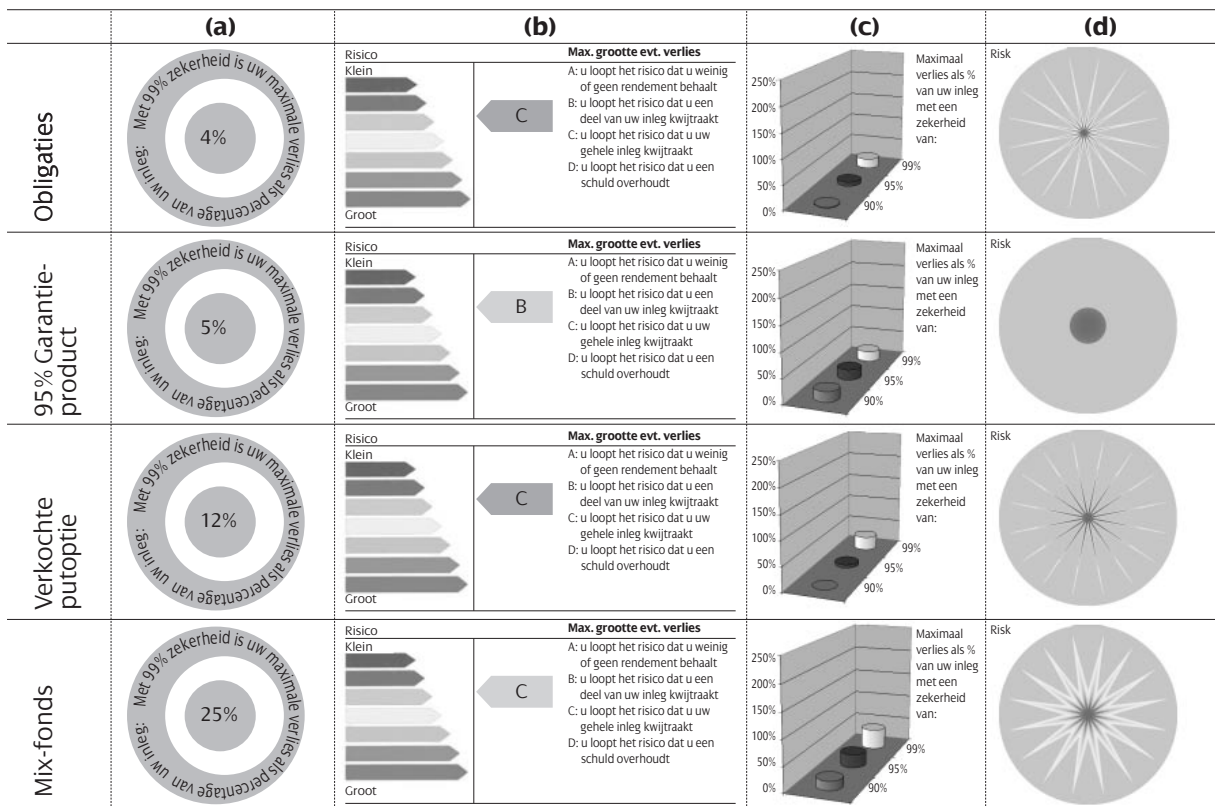 (a) (b) (c) (d)
Obligaties
Met 99% zekerheid is uw maximale verlies als percentage van uw inleg:
4%
Risico
Klein
Groot
C
Max. grootte evt. verlies
A: u loopt het risico dat u weinig
of geen rendement behaalt
B: u loopt het risico dat u een
deel van uw inleg kwijtraakt
C: u loopt het risico dat u uw
gehele inleg kwijtraakt
D: u loopt het risico dat u een
schuld overhoudt
250%
200%
150%
100%
50%
0%
99%
95%
90%
Maximaal
verlies als %
van uw inleg
met een
zekerheid
van:
Risk
95% Garantie-
product
Met 99% zekerheid is uw maximale verlies als percentage van uw inleg:
5%
Risico
Klein
Groot
B
Max. grootte evt. verlies
A: u loopt het risico dat u weinig
of geen rendement behaalt
B: u loopt het risico dat u een
deel van uw inleg kwijtraakt
C: u loopt het risico dat u uw
gehele inleg kwijtraakt
D: u loopt het risico dat u een
schuld overhoudt
250%
200%
150%
100%
50%
0%
99%
95%
90%
Maximaal
verlies als %
van uw inleg
met een
zekerheid
van:
Risk
Verkochte
putoptie
Met 99% zekerheid is uw maximale verlies als percentage van uw inleg:
12%
Risico
Klein
Groot
C
Max. grootte evt. verlies
A: u loopt het risico dat u weinig
of geen rendement behaalt
B: u loopt het risico dat u een
deel van uw inleg kwijtraakt
C: u loopt het risico dat u uw
gehele inleg kwijtraakt
D: u loopt het risico dat u een
schuld overhoudt
250%
200%
150%
100%
50%
0%
99%
95%
90%
Maximaal
verlies als %
van uw inleg
met een
zekerheid
van:
Risk
Mix-fonds
Met 99% zekerheid is uw maximale verlies als percentage van uw inleg:
25%
Risico
Klein
Groot
C
Max. grootte evt. verlies
A: u loopt het risico dat u weinig
of geen rendement behaalt
B: u loopt het risico dat u een
deel van uw inleg kwijtraakt
C: u loopt het risico dat u uw
gehele inleg kwijtraakt
D: u loopt het risico dat u een
schuld overhoudt
250%
200%
150%
100%
50%
0%
99%
95%
90%
Maximaal
verlies als %
van uw inleg
met een
zekerheid
van:
Risk